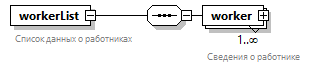 workerList
worker
Список данных о работниках
1..∞
Сведения о работнике